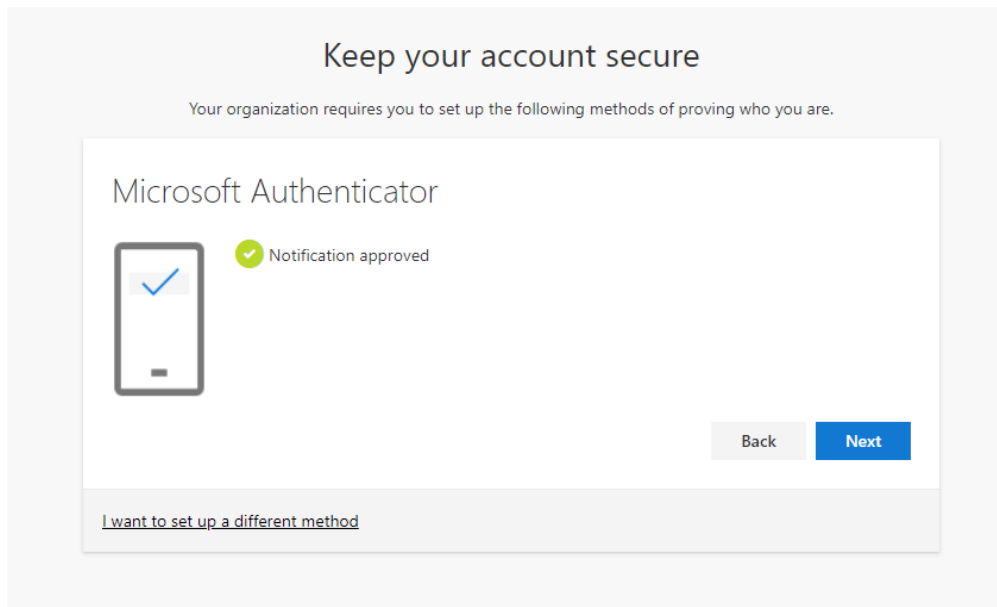 Keep your account secure
Your organization requires you to set up the following methods of proving who you are.
Microsoft Authenticator
Notification approved
Back
Next
I want to set up a different method